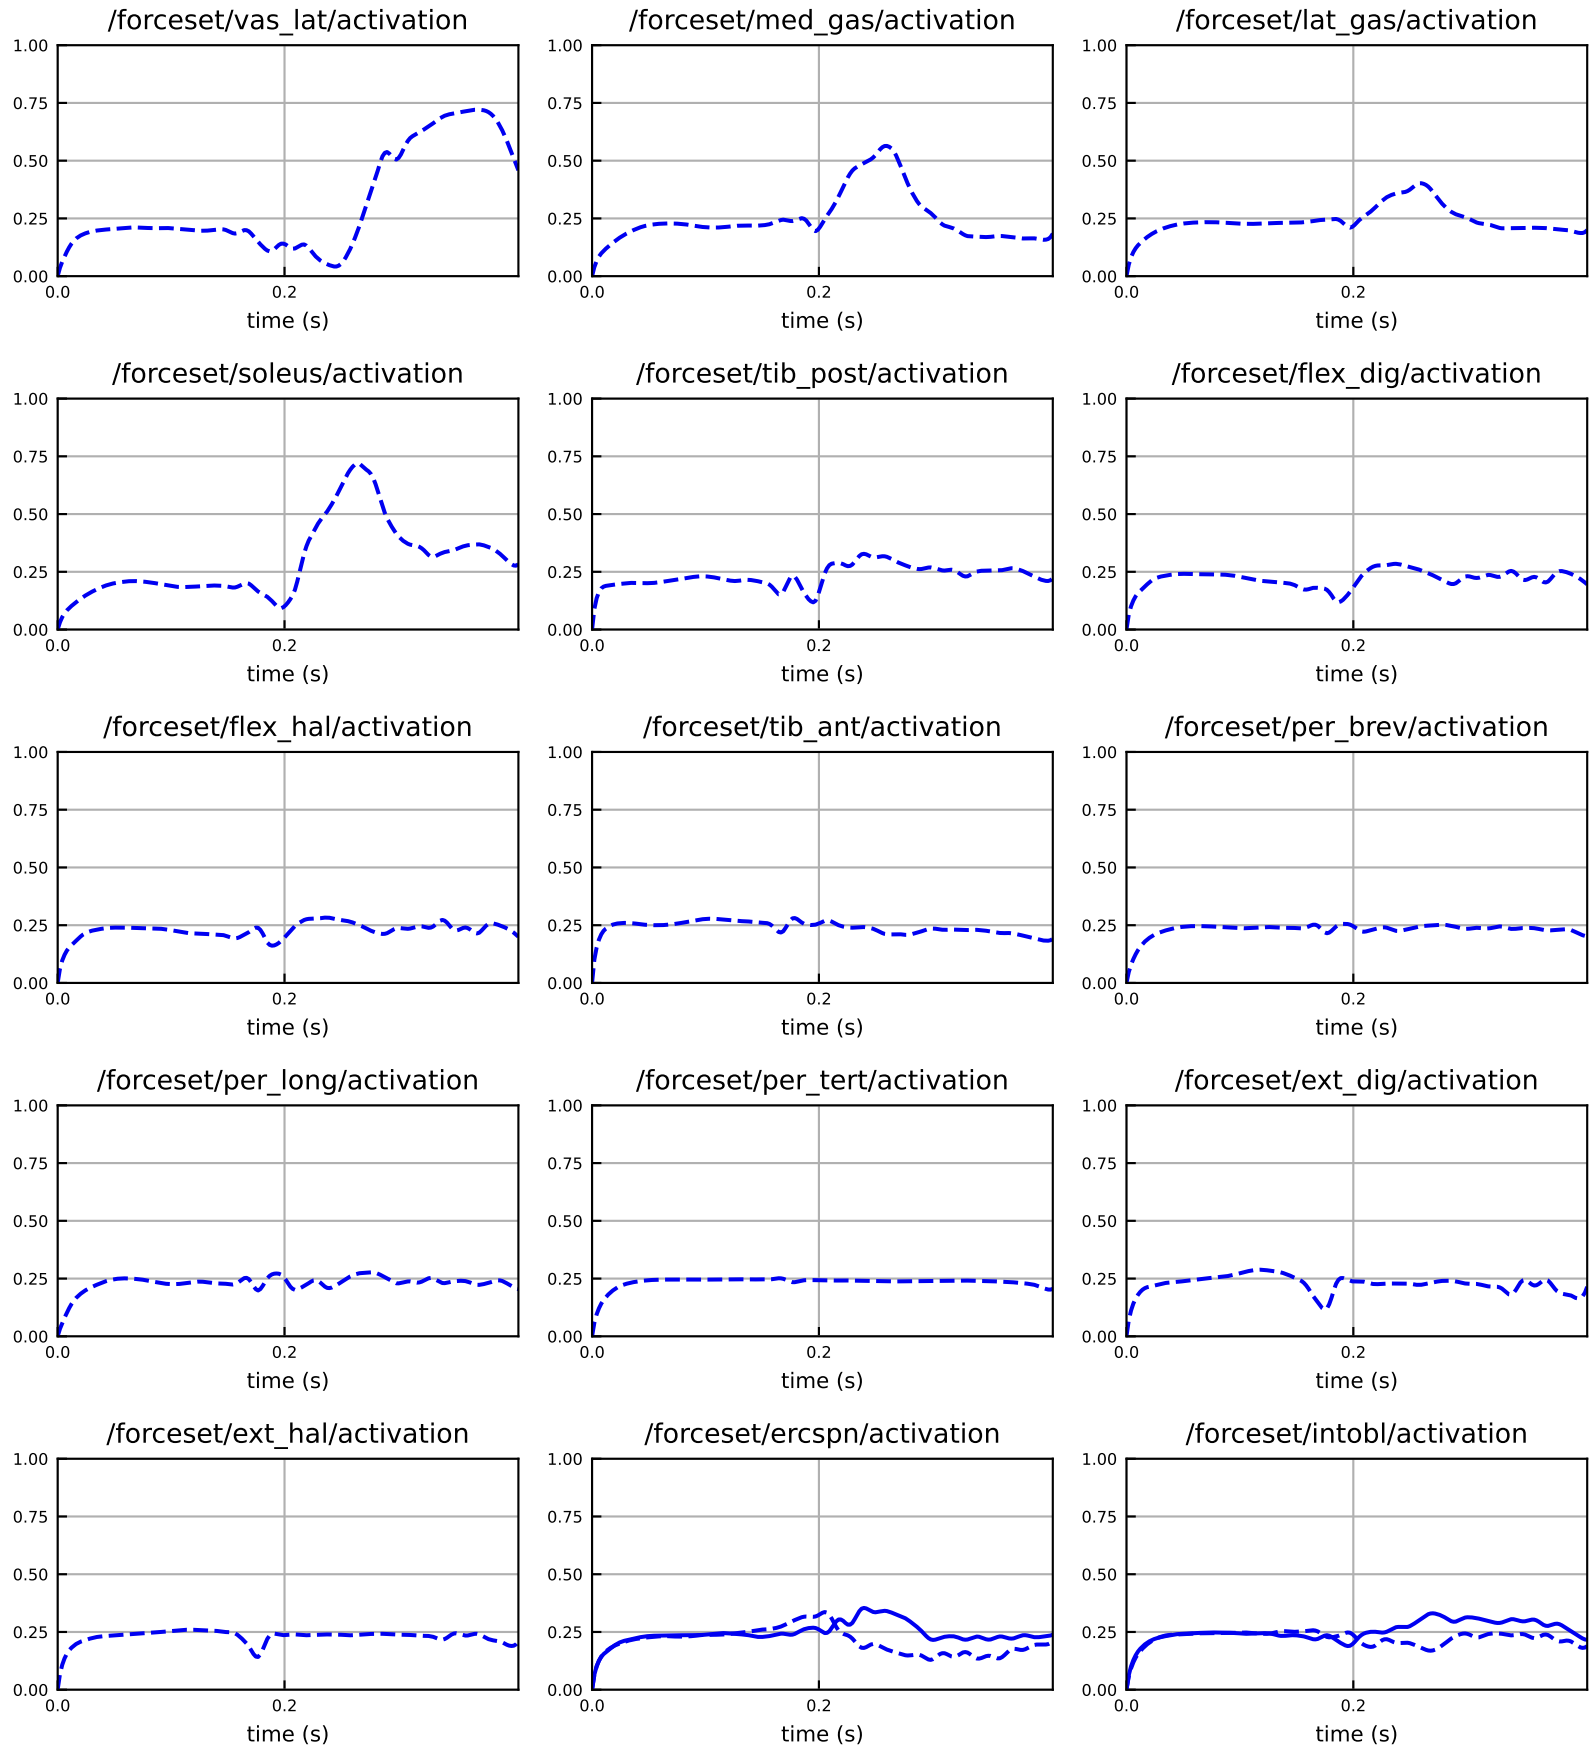 /forceset/vas_lat/activation /forceset/med_gas/activation /forceset/lat_gas/activation
1.00 1.00 1.00
0.75 0.75 0.75
0.50 0.50 0.50
0.25 0.25 0.25
0.00 0.00 0.00
0.0 0.2 0.0 0.2 0.0 0.2
time (s) time (s) time (s)
/forceset/soleus/activation /forceset/tib_post/activation /forceset/flex_dig/activation
1.00 1.00 1.00
0.75 0.75 0.75
0.50 0.50 0.50
0.25 0.25 0.25
0.00 0.00 0.00
0.0 0.2 0.0 0.2 0.0 0.2
time (s) time (s) time (s)
/forceset/flex_hal/activation /forceset/tib_ant/activation /forceset/per_brev/activation
1.00 1.00 1.00
0.75 0.75 0.75
0.50 0.50 0.50
0.25 0.25 0.25
0.00 0.00 0.00
0.0 0.2 0.0 0.2 0.0 0.2
time (s) time (s) time (s)
/forceset/per_long/activation /forceset/per_tert/activation /forceset/ext_dig/activation
1.00 1.00 1.00
0.75 0.75 0.75
0.50 0.50 0.50
0.25 0.25 0.25
0.00 0.00 0.00
0.0 0.2 0.0 0.2 0.0 0.2
time (s) time (s) time (s)
/forceset/ext_hal/activation /forceset/ercspn/activation /forceset/intobl/activation
1.00 1.00 1.00
0.75 0.75 0.75
0.50 0.50 0.50
0.25 0.25 0.25
0.00 0.00 0.00
0.0 0.2 0.0 0.2 0.0 0.2
time (s) time (s) time (s)